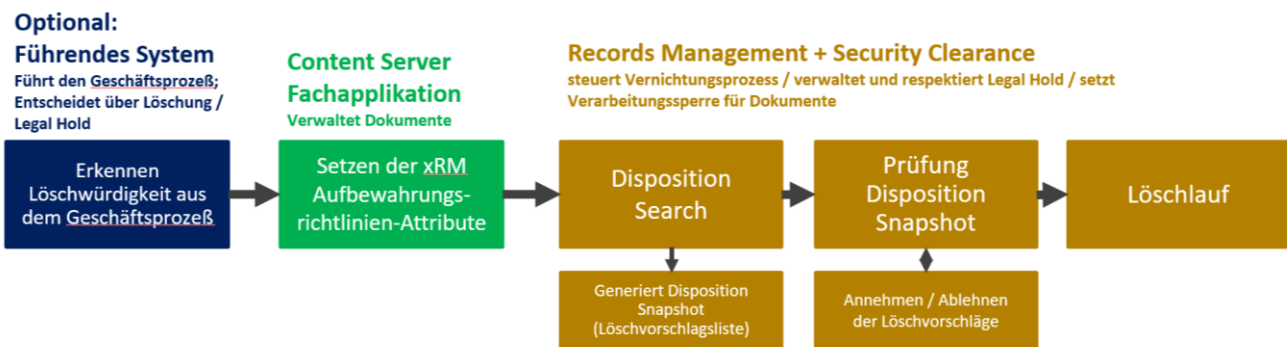 Optional:
Führendes System
Führt den Geschäftsprozeß;
Entscheidet über Löschung /
Legal Hold
Content Server
Fachapplikation
Verwaltet Dokumente
Records Management + Security Clearance
steuert Vernichtungsprozess / verwaltet und respektiert Legal Hold / setzt
Verarbeitungssperre für Dokumente
Erkennen
Löschwürdigkeit aus
dem Geschäftsprozeß
Setzen der xRM
Aufbewahrungs-
richtlinien-Attribute
Disposition
Search
Prüfung
Disposition
Snapshot
Löschlauf
Generiert Disposition
Snapshot
(Löschvorschlagsliste)
Annehmen / Ablehnen
der Löschvorschläge